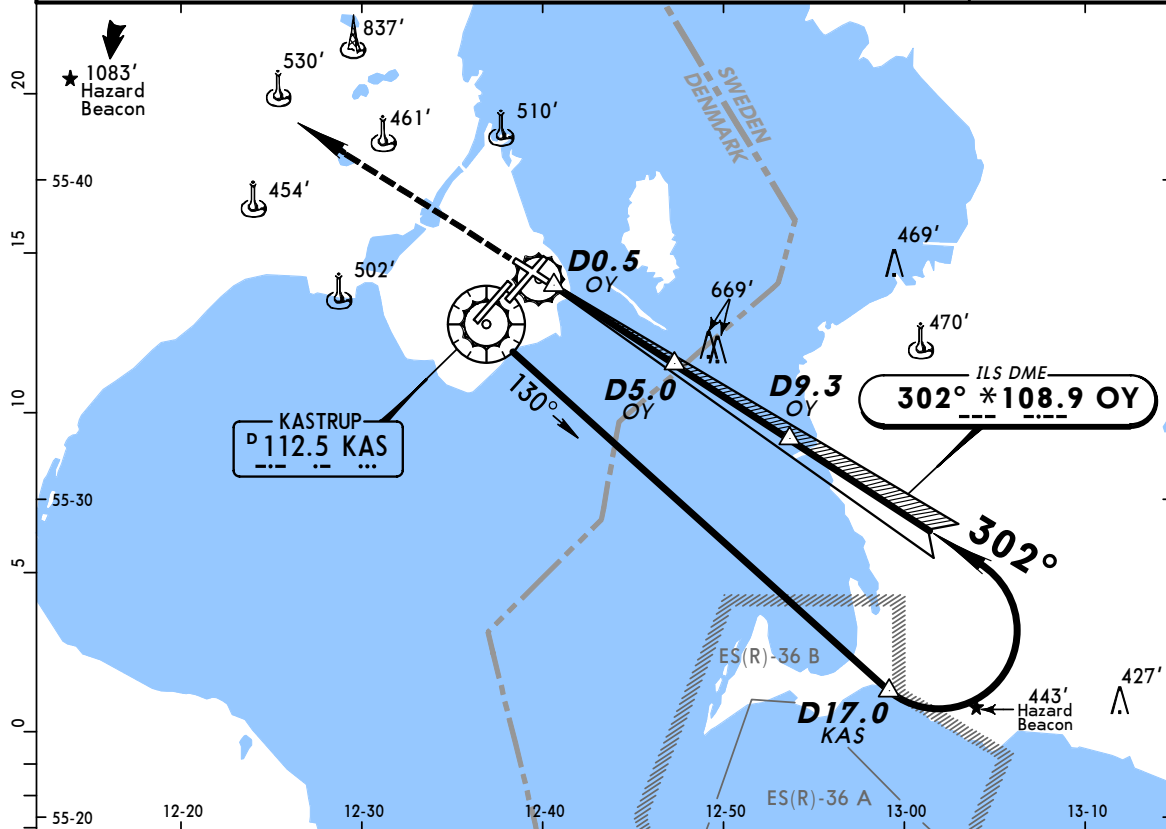 837'
1083'
Hazard
Beacon
530'
461'
510'
454'
502'
20
15
10
5
0
55-40
55-30
55-20
SWEDEN
DENMARK
D0.5
OY
669'
469'
470'
D5.0
OY
D9.3
OY
ILS DME
302° *108.9 OY
130°
KASTRUP
D 112.5 KAS
302°
ES(R)-36 B
D17.0
KAS
443'
Hazard
Beacon
427'
ES(R)-36 A
12-20
12-30
12-40
12-50
13-00
13-10